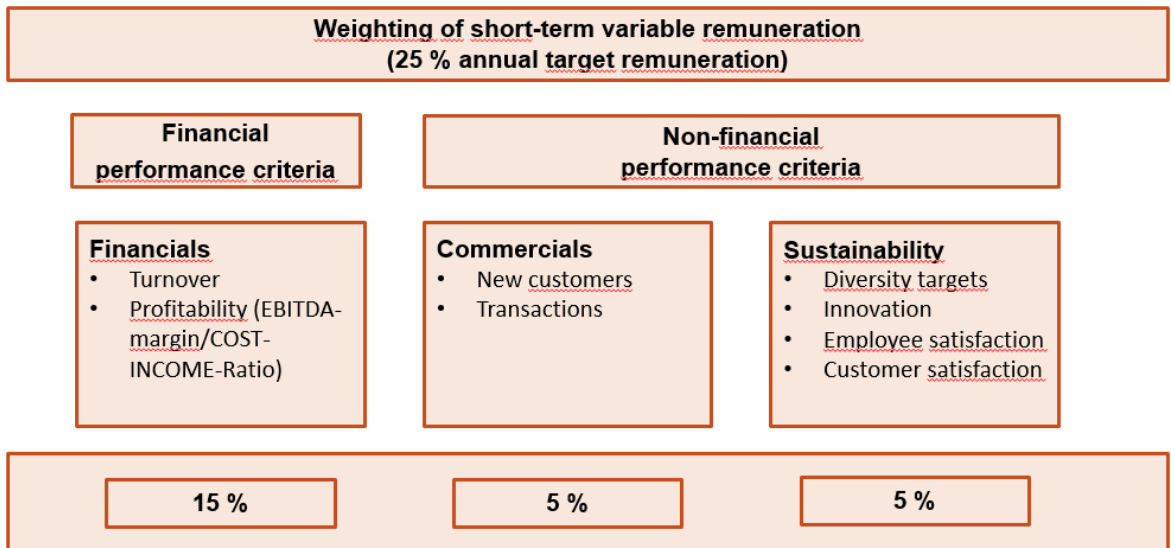 Weighting of short-term variable remuneration
(25 % annual target remuneration)
Financial
performance criteria
Non-financial
performance criteria
Financials
• Turnover
• Profitability (EBITDA-
margin/COST-
INCOME-Ratio)
Commercials
• New customers
• Transactions
Sustainability
• Diversity targets
• Innovation
• Employee satisfaction
• Customer satisfaction
15 %
5 %
5 %